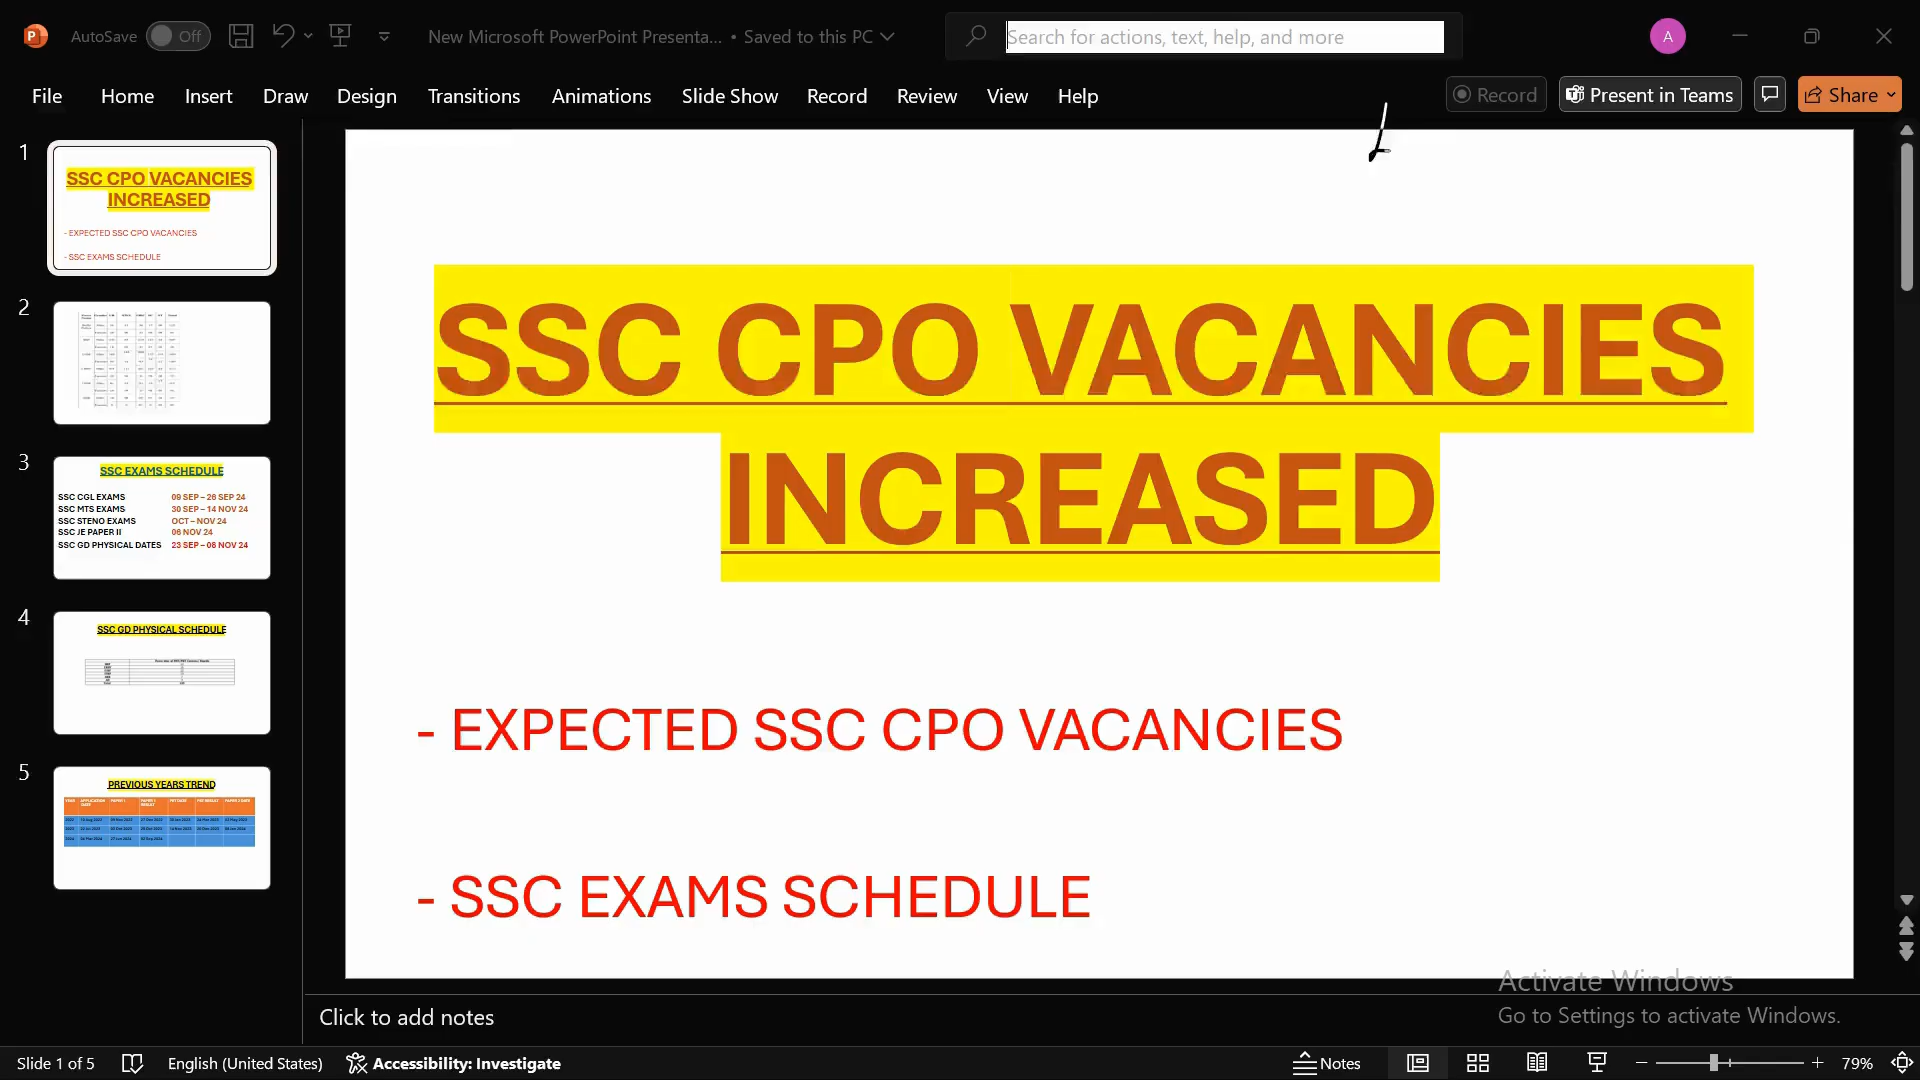 AutoSave Off New Microsoft PowerPoint Presenta... • Saved to this PC Search for actions, text, help, and more A
File Home Insert Draw Design Transitions Animations Slide Show Record Review View Help Record Present in Teams Share
1
SSC CPO VACANCIES
INCREASED
- EXPECTED SSC CPO VACANCIES
- SSC EXAMS SCHEDULE
2
3
SSC EXAMS SCHEDULE
SSC CGL EXAMS 09 SEP – 26 SEP 24
SSC MTS EXAMS 30 SEP – 14 NOV 24
SSC STENO EXAMS OCT – NOV 24
SSC JE PAPER II 06 NOV 24
SSC GD PHYSICAL DATES 23 SEP – 06 NOV 24
4
SSC GD PHYSICAL SCHEDULE
5
PREVIOUS YEARS TREND
SSC CPO VACANCIES
INCREASED
- EXPECTED SSC CPO VACANCIES
- SSC EXAMS SCHEDULE
Activate Windows
Go to Settings to activate Windows.
Click to add notes
Slide 1 of 5 English (United States) Accessibility: Investigate Notes 79%